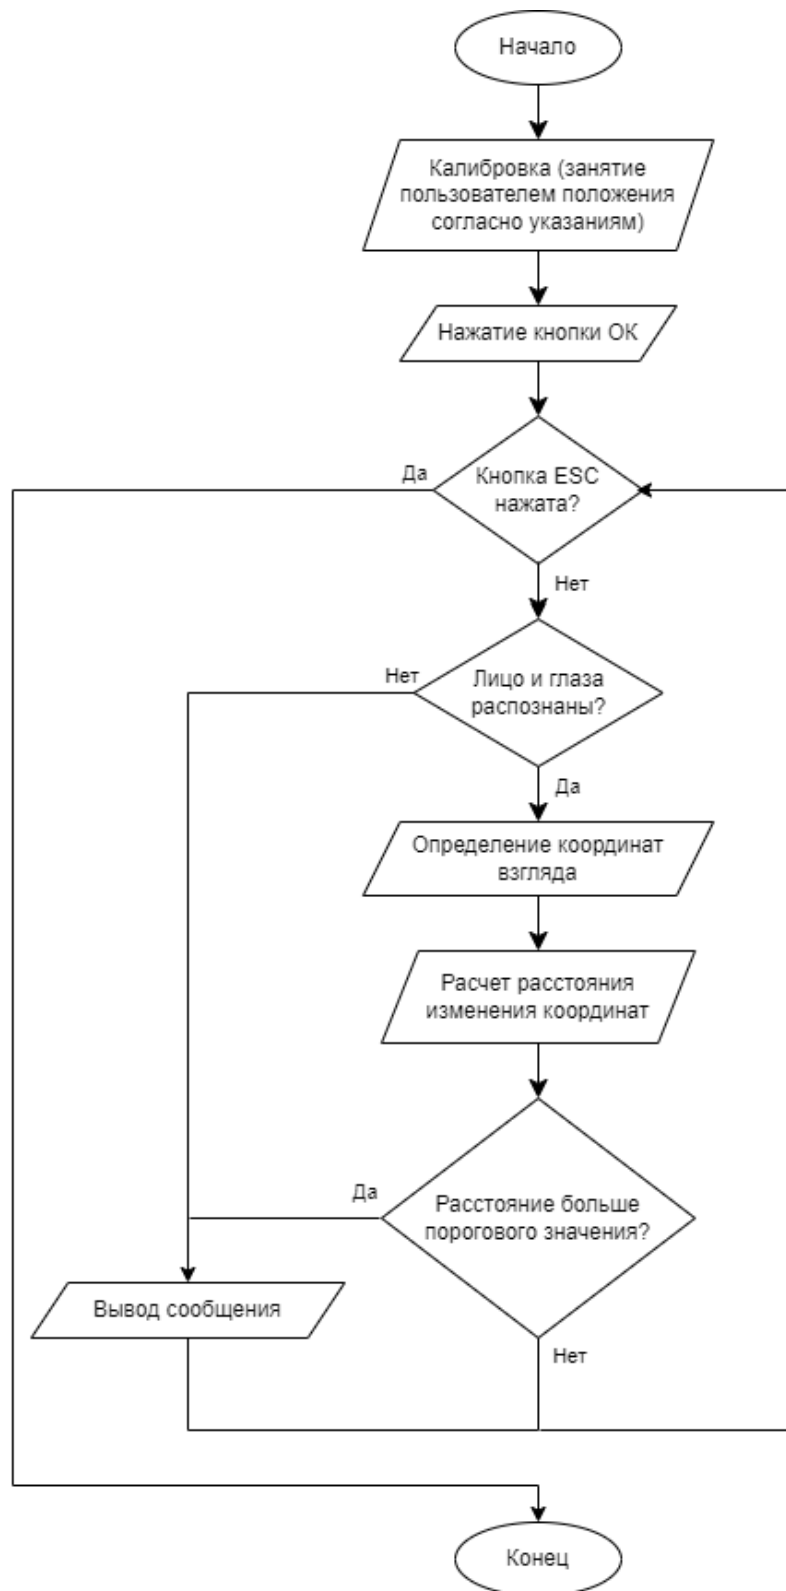 Начало
Калибровка (занятие
пользователем положения
согласно указаниям)
Нажатие кнопки ОК
Да
Кнопка ESC
нажата?
Нет
Нет
Лицо и глаза
распознаны?
Да
Определение координат
взгляда
Расчет расстояния
изменения координат
Да
Расстояние больше
порогового значения?
Вывод сообщения
Нет
Конец